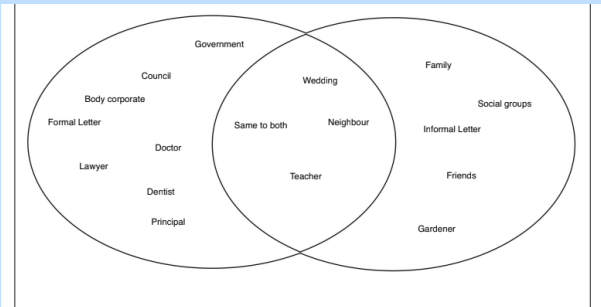 Government
Council
Body corporate
Formal Letter
Doctor
Lawyer
Dentist
Principal
Wedding
Same to both
Neighbour
Teacher
Family
Social groups
Informal Letter
Friends
Gardener